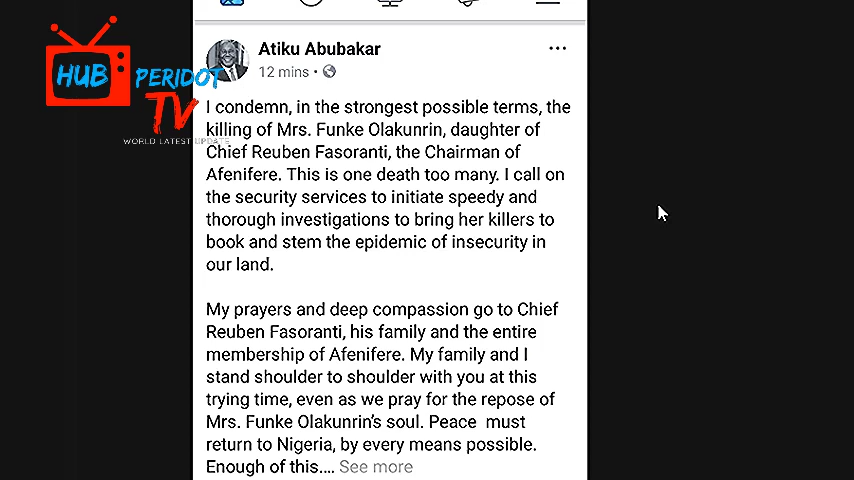 Atiku Abubakar
12 mins •
HUB
PERIDOT
TV
WORLD LATEST UPDATE
I condemn, in the strongest possible terms, the
killing of Mrs. Funke Olakunrin, daughter of
Chief Reuben Fasoranti, the Chairman of
Afenifere. This is one death too many. I call on
the security services to initiate speedy and
thorough investigations to bring her killers to
book and stem the epidemic of insecurity in
our land.
My prayers and deep compassion go to Chief
Reuben Fasoranti, his family and the entire
membership of Afenifere. My family and I
stand shoulder to shoulder with you at this
trying time, even as we pray for the repose of
Mrs. Funke Olakunrin's soul. Peace  must
return to Nigeria, by every means possible.
Enough of this.... See more